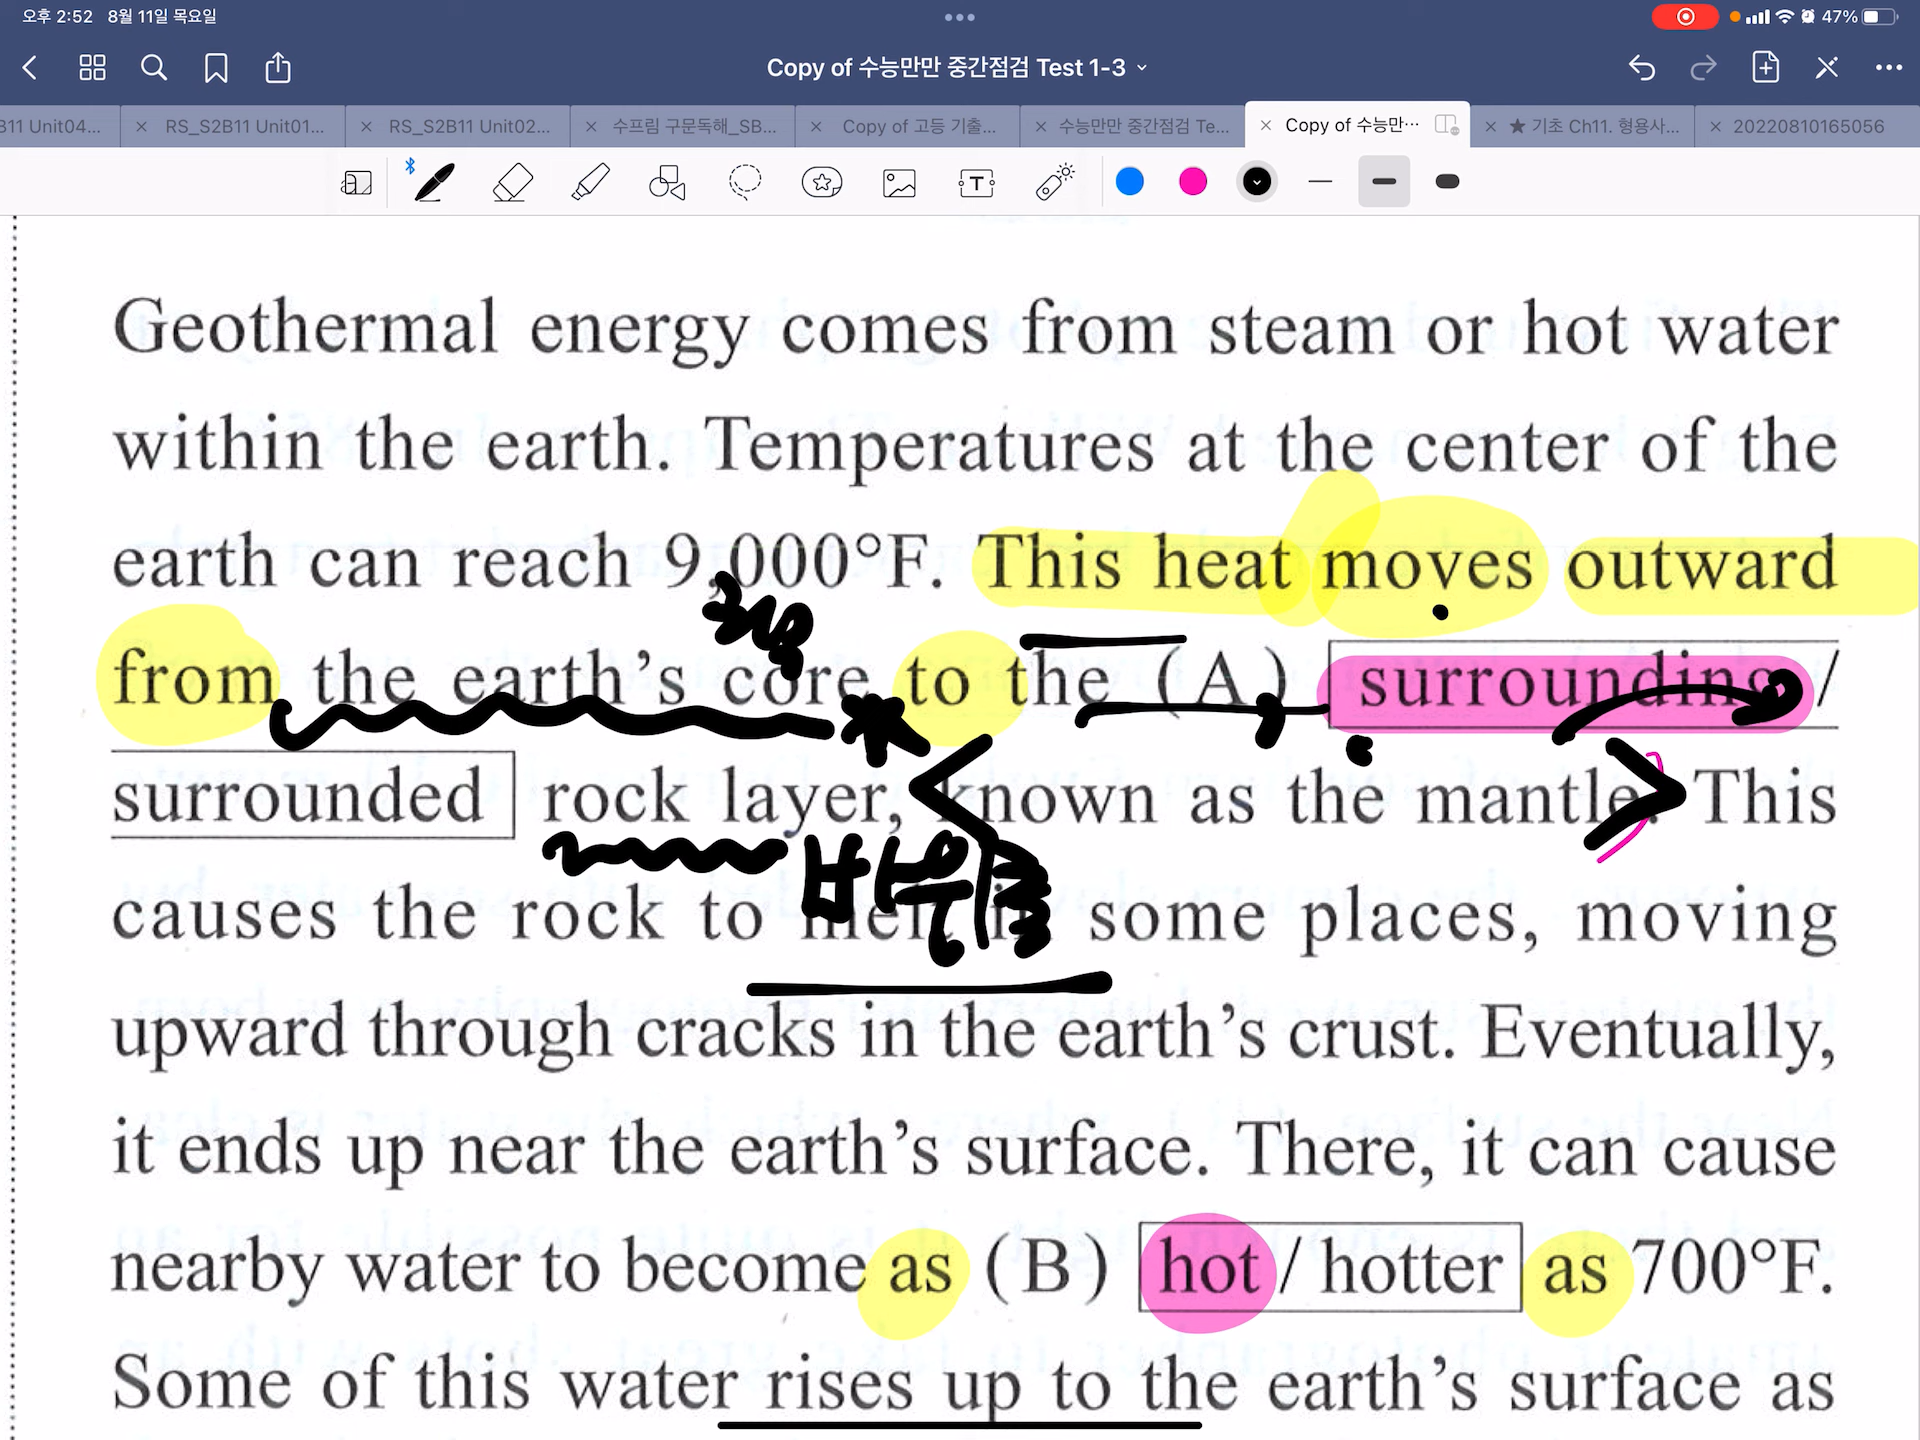 오후 2:52 8월 11일 목요일
47%
Copy of 수능만만 중간점검 Test 1-3
B11 Unit04...
RS_S2B11 Unit01...
RS_S2B11 Unit02...
수프림 구문독해_SB...
Copy of 고등 기출...
수능만만 중간점검 Te...
Copy of 수능만...
★ 기초 Ch11. 형용사...
20220810165056
Geothermal energy comes from steam or hot water
within the earth. Temperatures at the center of the
earth can reach 9,000°F. This heat moves outward
from the earth's core to the (A) surrounding /
surrounded rock layer, known as the mantle. This
causes the rock to melt in some places, moving
upward through cracks in the earth's crust. Eventually,
it ends up near the earth's surface. There, it can cause
nearby water to become as (B) hot / hotter as 700°F.
Some of this water rises up to the earth's surface as